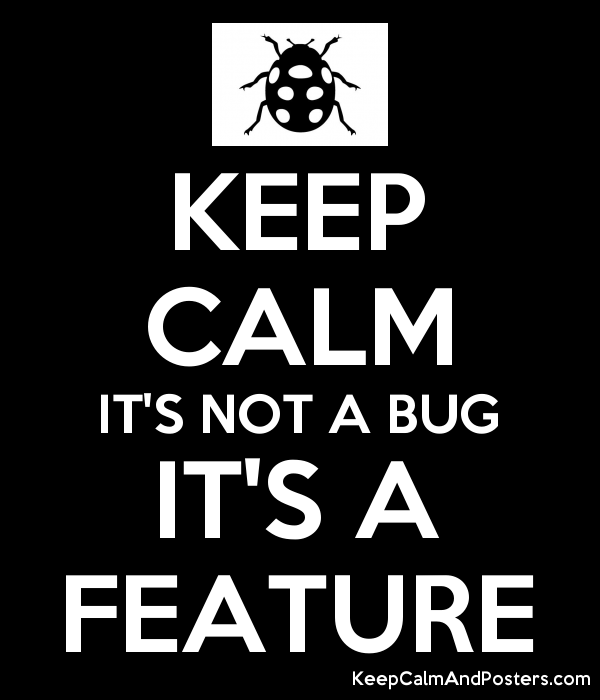 KEEP
CALM
IT'S NOT A BUG
IT'S A
FEATURE
KeepCalmAndPosters.com